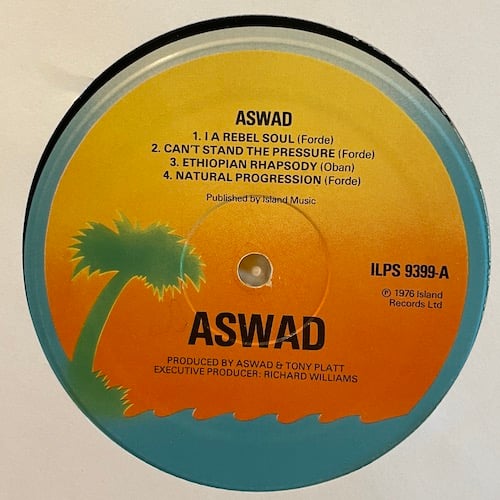 ASWAD
1. I A REBEL SOUL (Forde)
2. CAN'T STAND THE PRESSURE (Forde)
3. ETHIOPIAN RHAPSODY (Oban)
4. NATURAL PROGRESSION (Forde)
Published by Island Music
ILPS 9399-A
℗ 1976 Island
Records Ltd
ASWAD
PRODUCED BY ASWAD & TONY PLATT
EXECUTIVE PRODUCER: RICHARD WILLIAMS